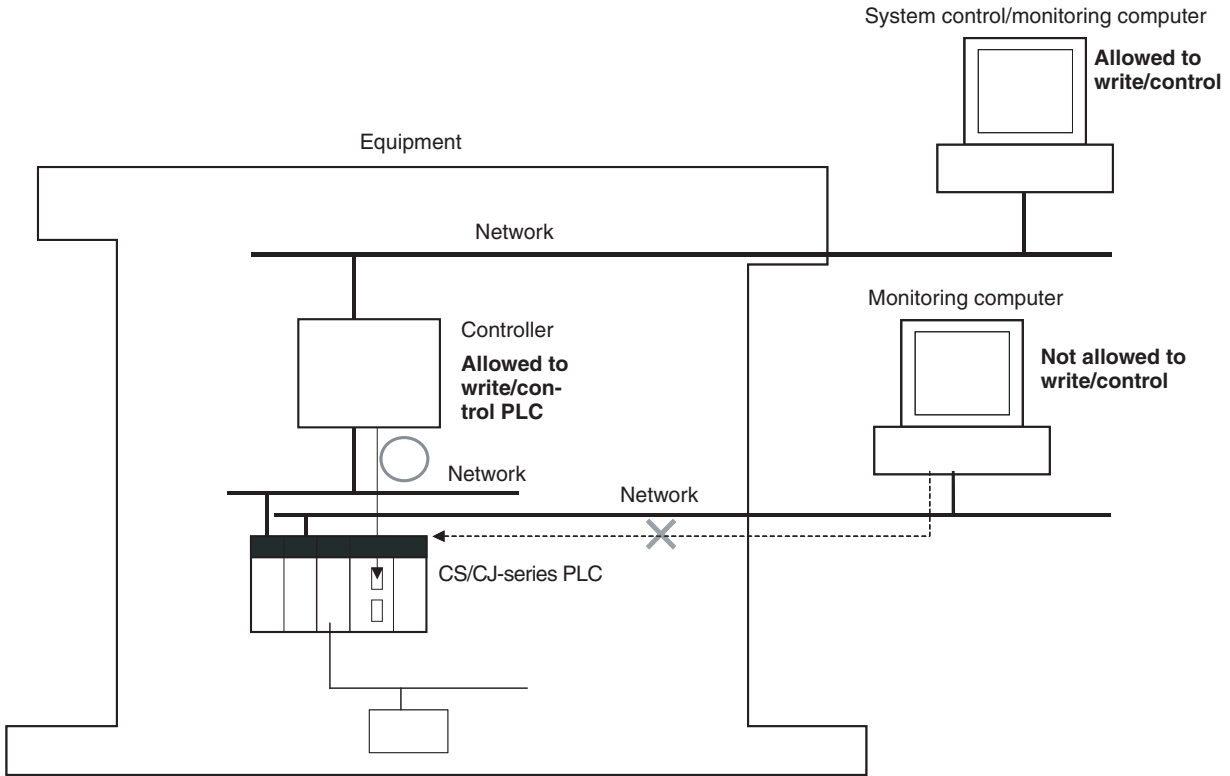 System control/monitoring computer
Allowed to
write/control
Equipment
Network
Monitoring computer
Controller
Allowed to
write/con-
trol PLC
Not allowed to
write/control
Network
Network
CS/CJ-series PLC